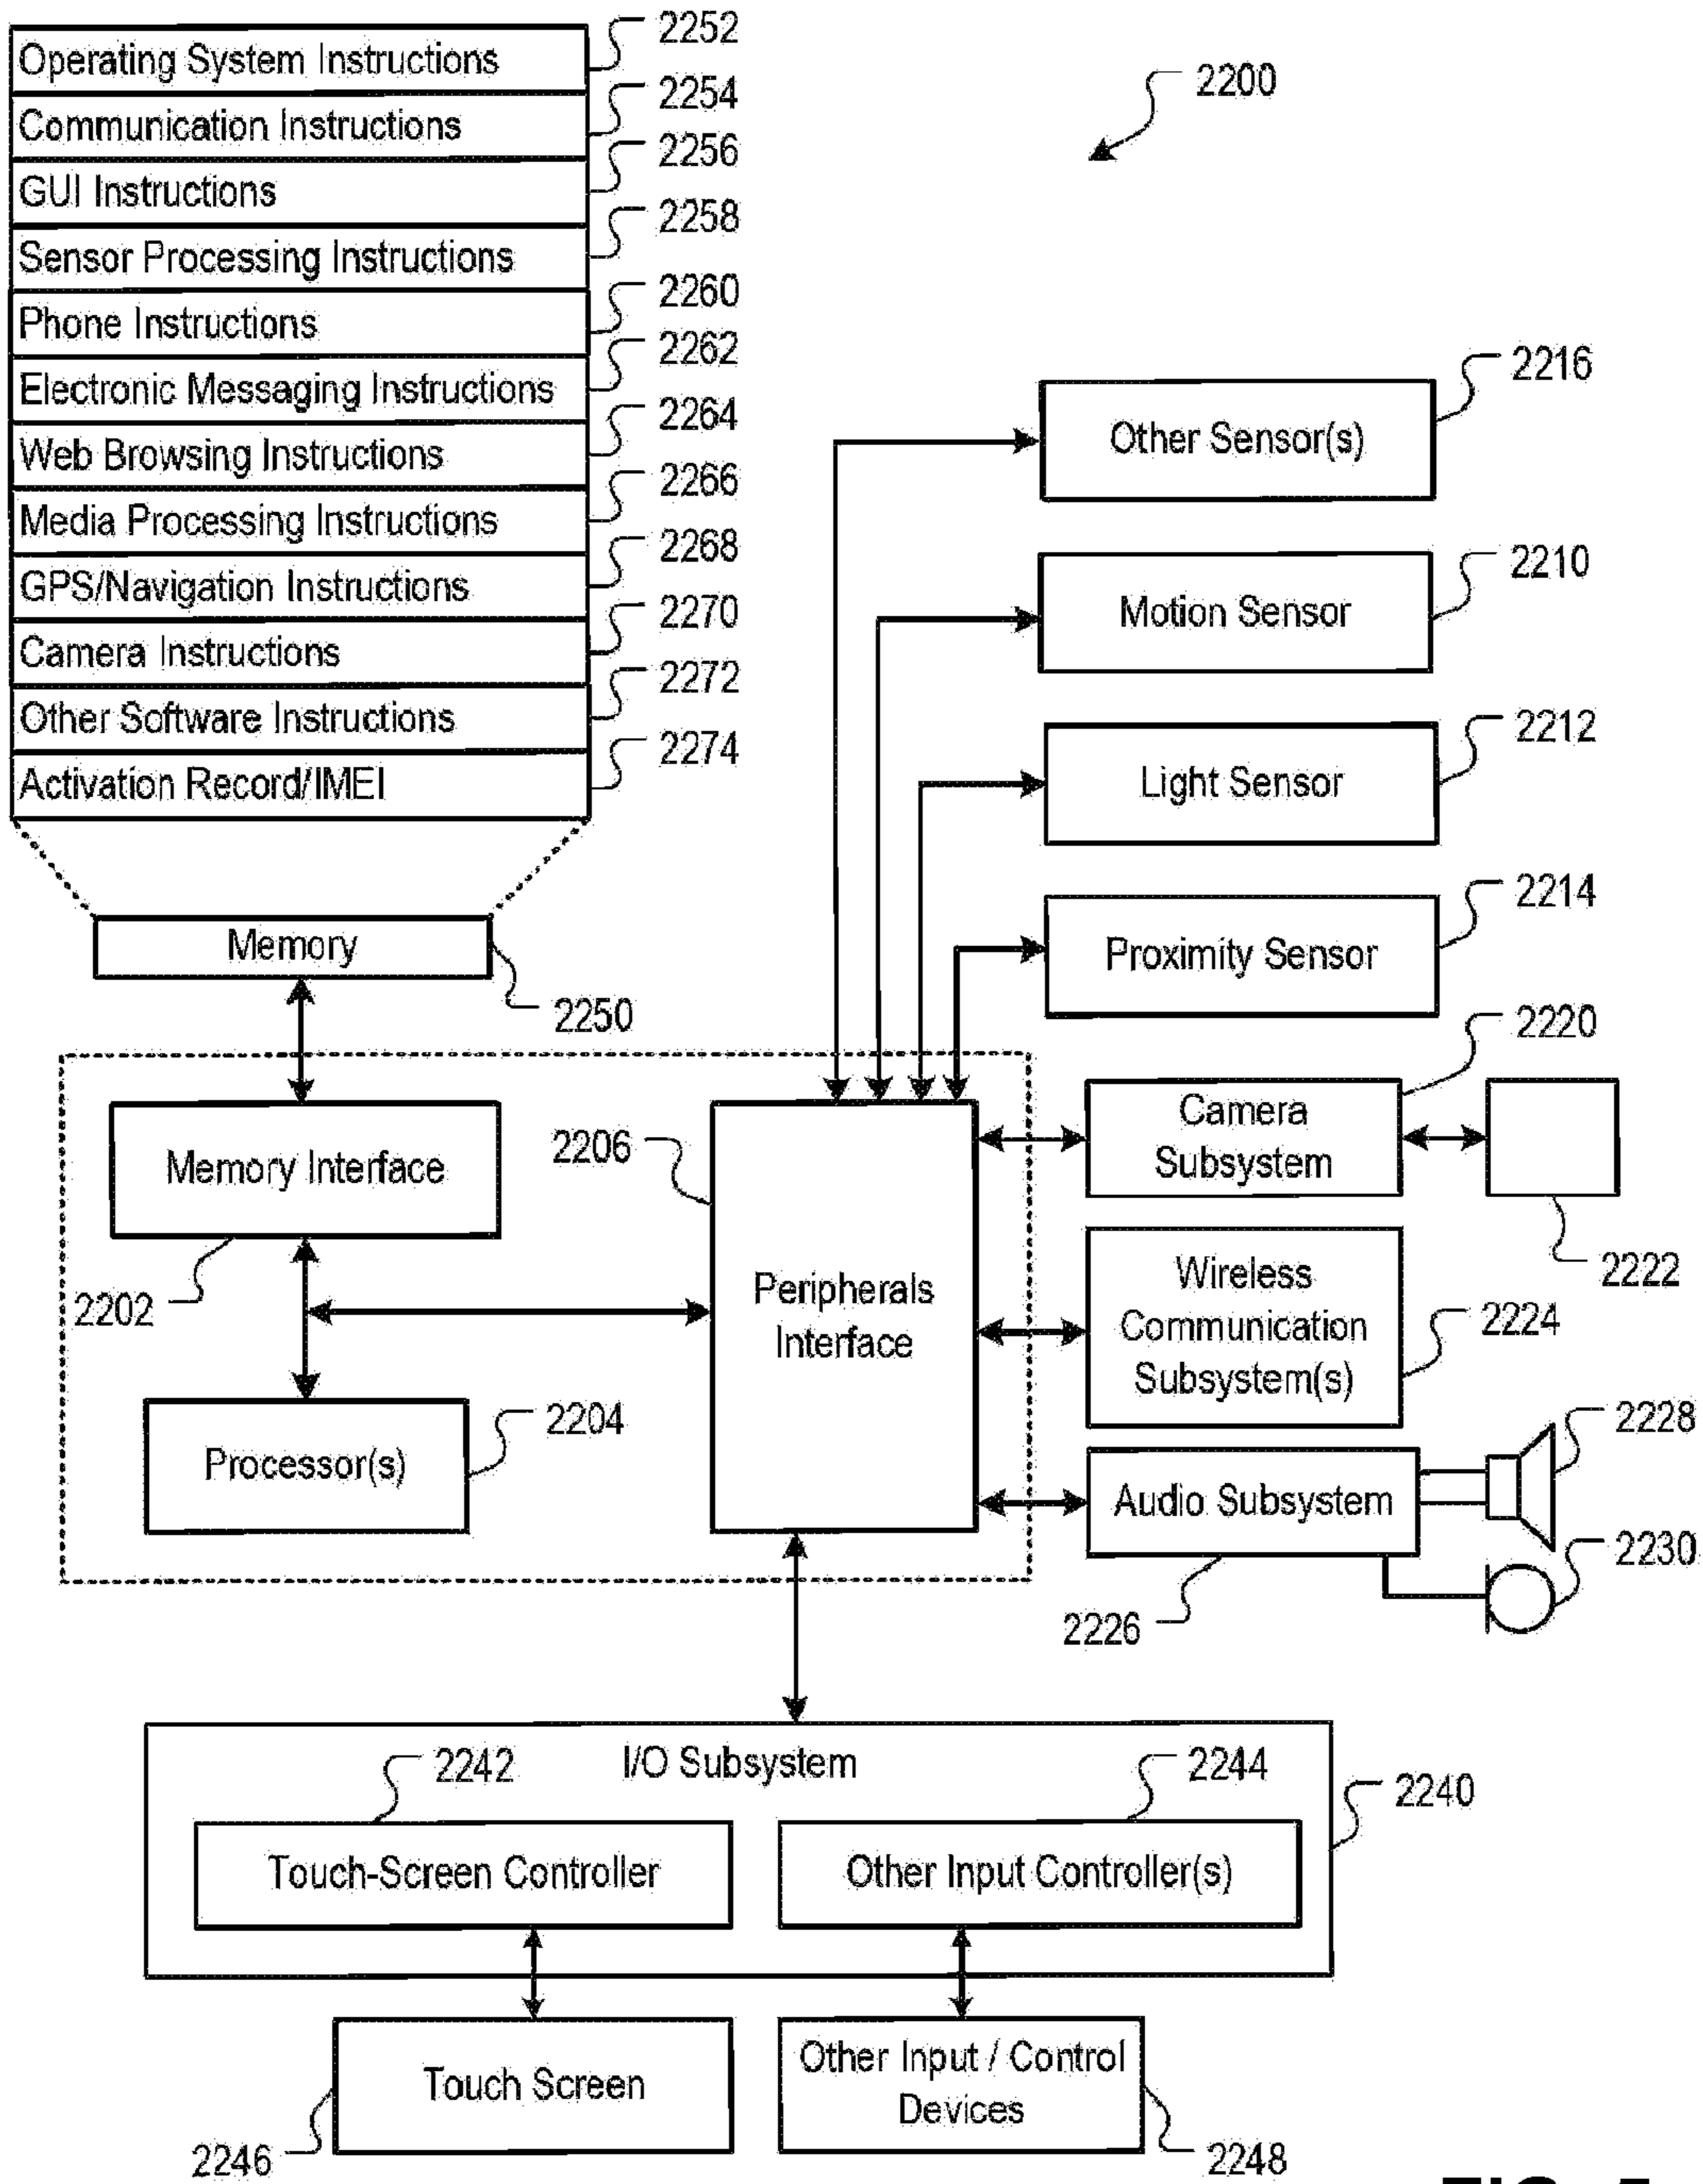 2252
Operating System Instructions
2254
Communication Instructions
2256
GUI Instructions
2258
Sensor Processing Instructions
2260
Phone Instructions
2262
Electronic Messaging Instructions
2264
Web Browsing Instructions
2266
Media Processing Instructions
2268
GPS/Navigation Instructions
2270
Camera Instructions
2272
Other Software Instructions
2274
Activation Record/IMEI
2200
Memory
2250
2216
Other Sensor(s)
2210
Motion Sensor
2212
Light Sensor
2214
Proximity Sensor
2220
Camera
Subsystem
2222
Memory Interface
2202
2206
Peripherals
Interface
Wireless
Communication
Subsystem(s)
2224
Processor(s)
2204
Audio Subsystem
2226
2228
2230
I/O Subsystem
2240
2242
Touch-Screen Controller
2244
Other Input Controller(s)
Touch Screen
2246
Other Input / Control
Devices
2248